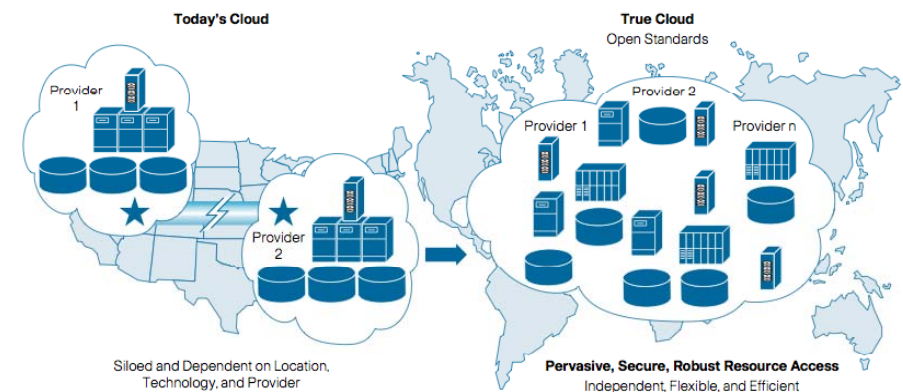 Today's Cloud
Provider
1
Provider
2
Siloed and Dependent on Location,
Technology, and Provider
True Cloud
Open Standards
Provider 1
Provider 2
Provider n
Pervasive, Secure, Robust Resource Access
Independent, Flexible, and Efficient